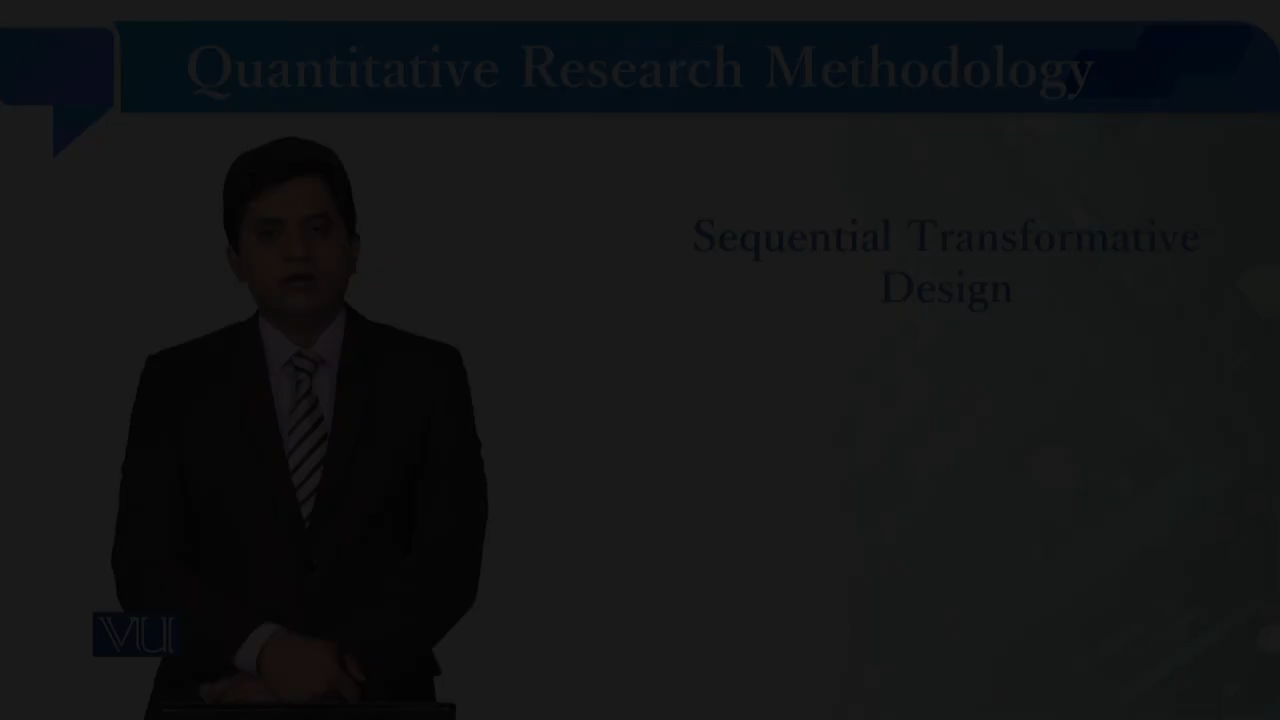 Quantitative Research Methodology
Sequential Transformative
Design
VU